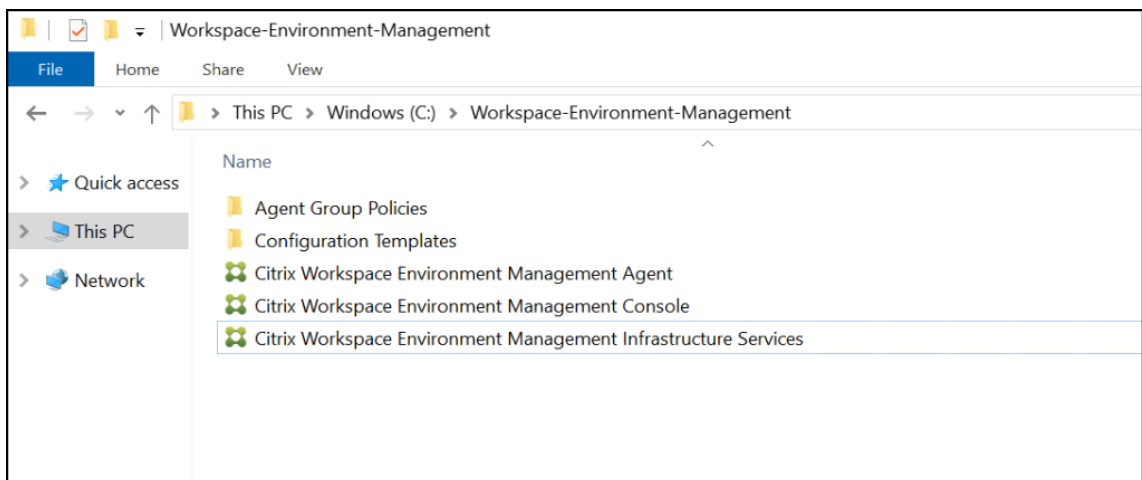 Workspace-Environment-Management
File Home Share View
This PC > Windows (C:) > Workspace-Environment-Management
Name
Quick access
Agent Group Policies
This PC
Configuration Templates
Citrix Workspace Environment Management Agent
Network
Citrix Workspace Environment Management Console
Citrix Workspace Environment Management Infrastructure Services